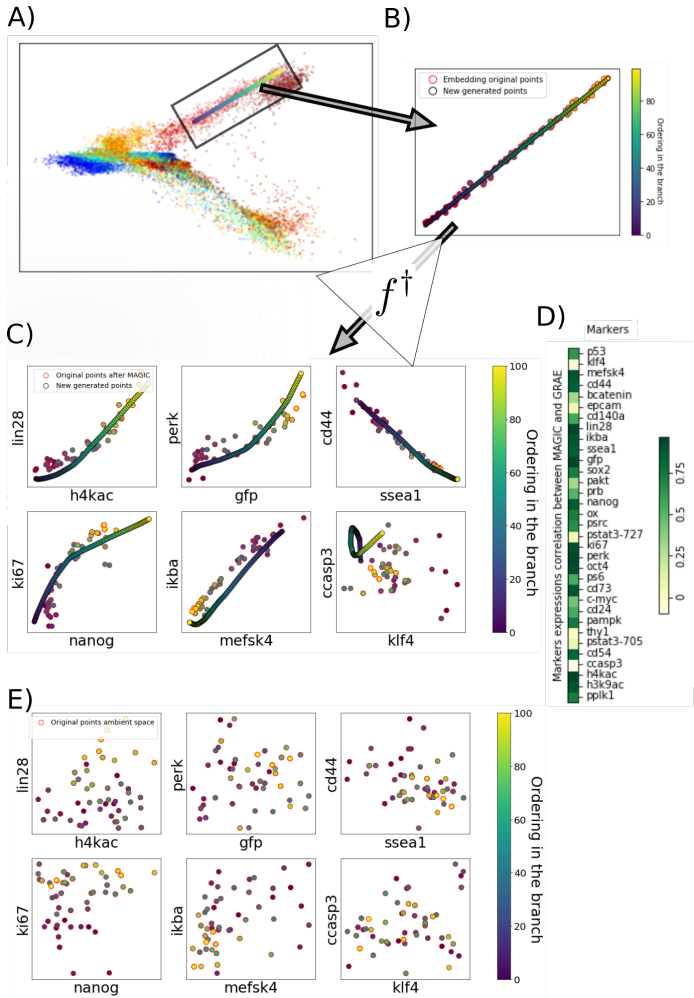 A)
B)
Embedding original points
New generated points
80
60
40
20
0
Ordering in the branch
f†
C)
Original points after MAGIC
New generated points
lin28
h4kac
perk
gfp
cd44
ssea1
ki67
nanog
ikba
mefsk4
ccasp3
klf4
100
80
60
40
20
0
Ordering in the branch
D)
Markers
Markers expressions correlation between MAGIC and GRAE
p53
klf4
mefsk4
cd44
bcatenin
epcam
cd140a
lin28
ikba
ssea1
gfp
sox2
pakt
prb
nanog
ox
psrc
pstat3-727
ki67
perk
oct4
ps6
cd73
c-myc
cd24
pampk
thy1
pstat3-705
cd54
ccasp3
h4kac
h3k9ac
pplk1
0.75
0.5
0.25
0
E)
Original points ambient space
lin28
h4kac
perk
gfp
cd44
ssea1
ki67
nanog
ikba
mefsk4
ccasp3
klf4
100
80
60
40
20
0
Ordering in the branch